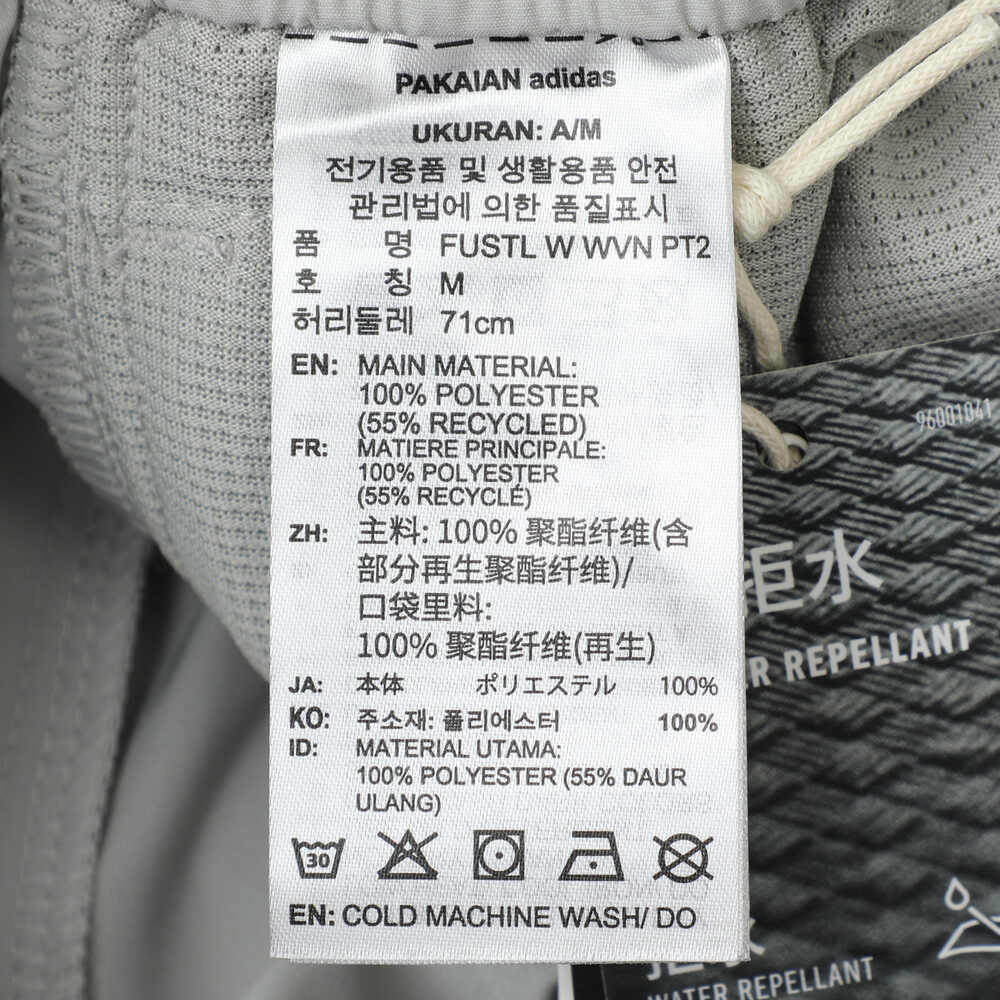 PAKAIAN adidas
UKURAN: A/M
전기용품 및 생활용품 안전
관리법에 의한 품질표시
품 명 FUSTL W WVN PT2
호 칭 M
허리둘레 71cm
EN: MAIN MATERIAL:
100% POLYESTER
(55% RECYCLED)
FR: MATIERE PRINCIPALE:
100% POLYESTER
(55% RECYCLÉ)
ZH: 主料: 100% 聚酯纤维(含
部分再生聚酯纤维)/
口袋里料:
100% 聚酯纤维(再生)
JA: 本体 ポリエステル 100%
KO: 주소재: 폴리에스터 100%
ID: MATERIAL UTAMA:
100% POLYESTER (55% DAUR
ULANG)
30
EN: COLD MACHINE WASH/ DO
96001041
拒水
REPELLANT
WATER REPELLANT